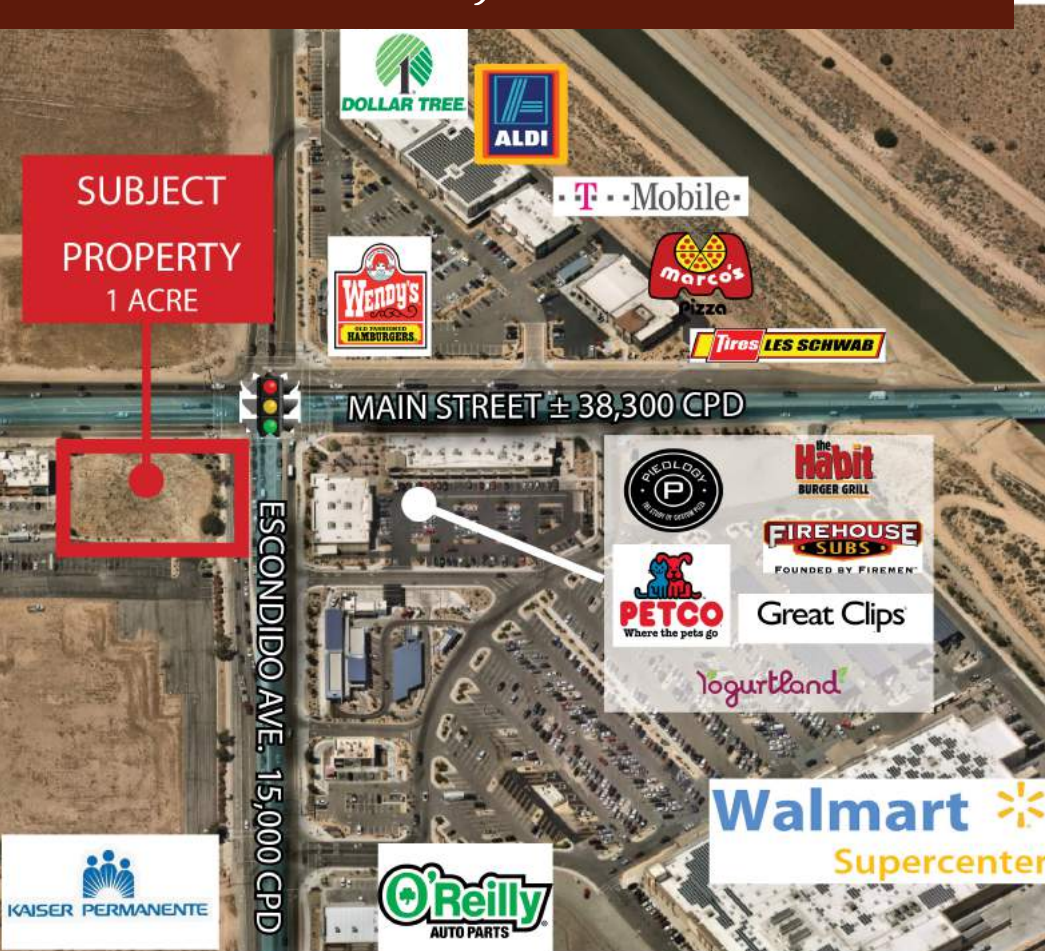 DOLLAR TREE
ALDI
T Mobile
SUBJECT
PROPERTY
1 ACRE
WENDY'S
OLD FASHIONED
HAMBURGERS
marco's
Pizza
Tires LES SCHWAB
MAIN STREET ± 38,300 CPD
PIEOLOGY
P
the
Habit
BURGER GRILL
FIREHOUSE
SUBS
FOUNDED BY FIREMEN
PETCO
Where the pets go
Great Clips
Yogurtland
ESCONDIDO AVE. 15,000 CPD
Walmart
Supercenter
KAISER PERMANENTE
O'Reilly
AUTO PARTS